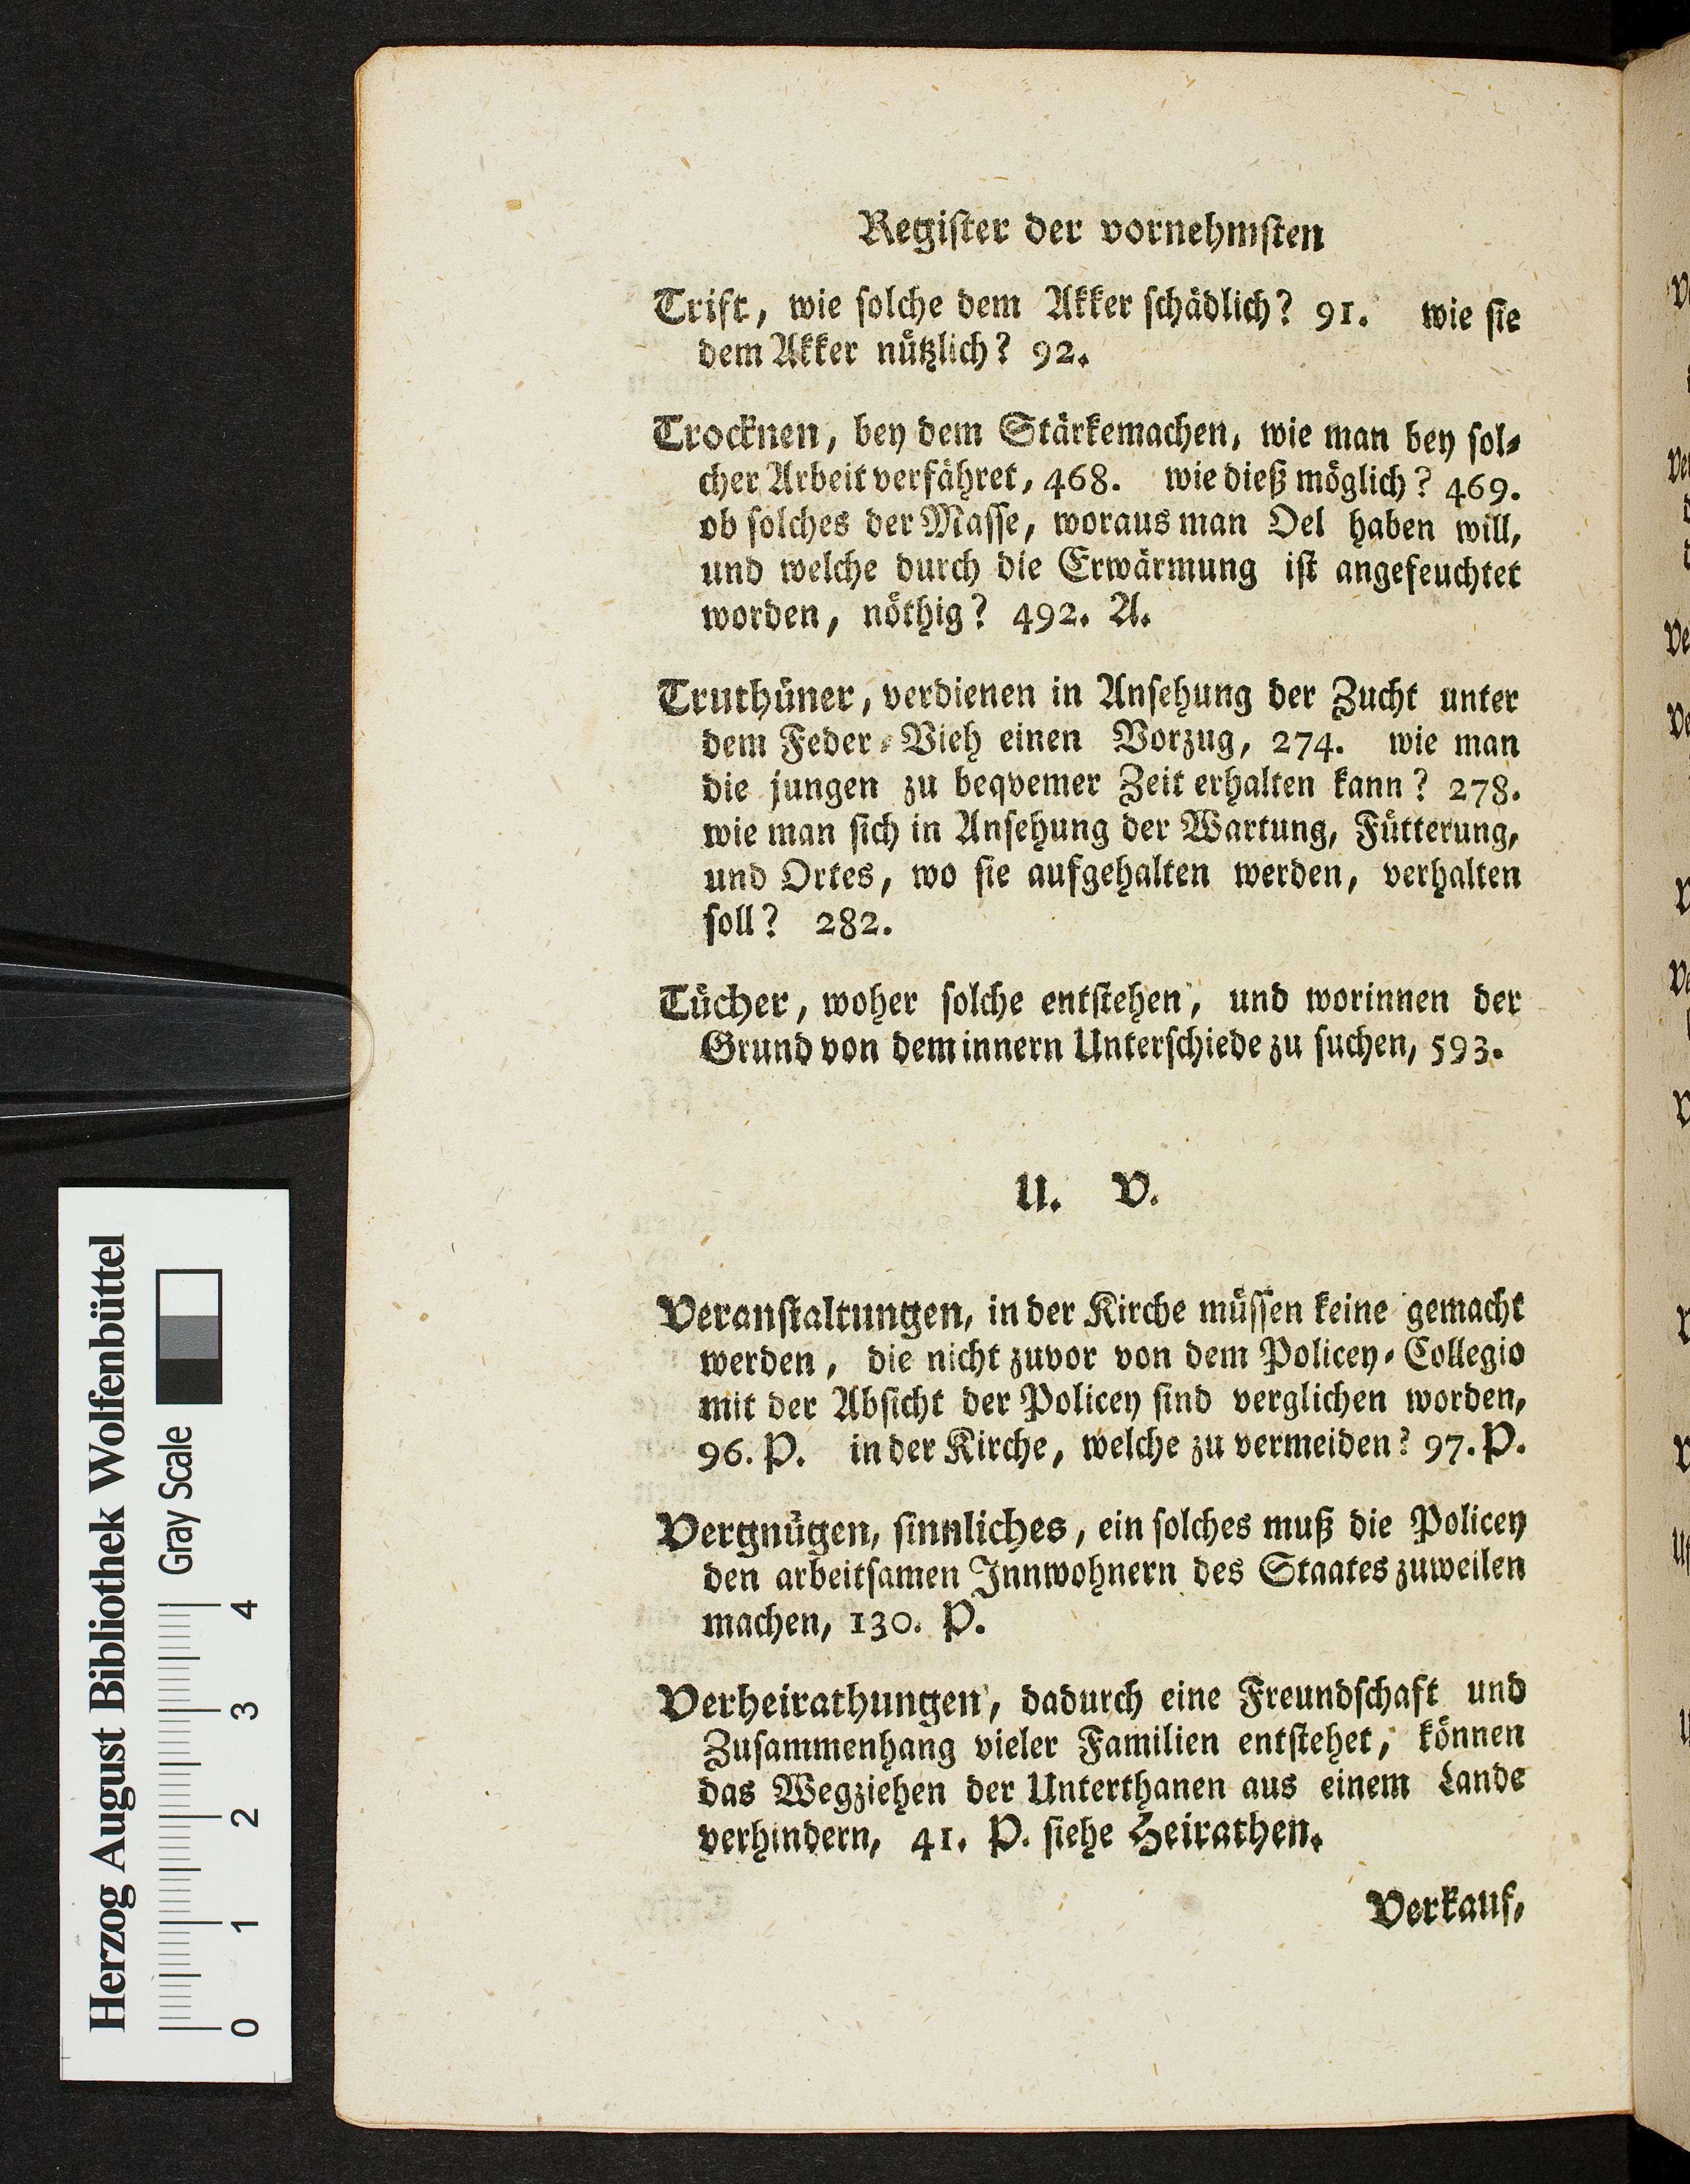 Register der vornehmsten
Trift, wie solche dem Akker schädlich? 91. wie sie
dem Akker nützlich? 92.
Trocknen, bey dem Stärkemachen, wie man bey sol-
cher Arbeit verfähret, 468. wie dieß möglich? 469.
ob solches der Masse, woraus man Oel haben will,
und welche durch die Erwärmung ist angefeuchtet
worden, nöthig? 492. A.
Truthüner, verdienen in Ansehung der Zucht unter
dem Feder-Vieh einen Vorzug, 274. wie man
die jungen zu beqvemer Zeit erhalten kann? 278.
wie man sich in Ansehung der Wartung, Fütterung,
und Ortes, wo sie aufgehalten werden, verhalten
soll? 282.
Tücher, woher solche entstehen, und worinnen der
Grund von dem innern Unterschiede zu suchen, 593.
U. V.
Veranstaltungen, in der Kirche müssen keine gemacht
werden, die nicht zuvor von dem Policey-Collegio
mit der Absicht der Policey sind verglichen worden,
96. P. in der Kirche, welche zu vermeiden? 97. P.
Vergnügen, sinnliches, ein solches muß die Policey
den arbeitsamen Innwohnern des Staates zuweilen
machen, 130. P.
Verheirathungen, dadurch eine Freundschaft und
Zusammenhang vieler Familien entstehet, können
das Wegziehen der Unterthanen aus einem Lande
verhindern, 41. P. siehe Heirathen.
Verkauf,
Herzog August Bibliothek Wolfenbüttel
Gray Scale
0 1 2 3 4